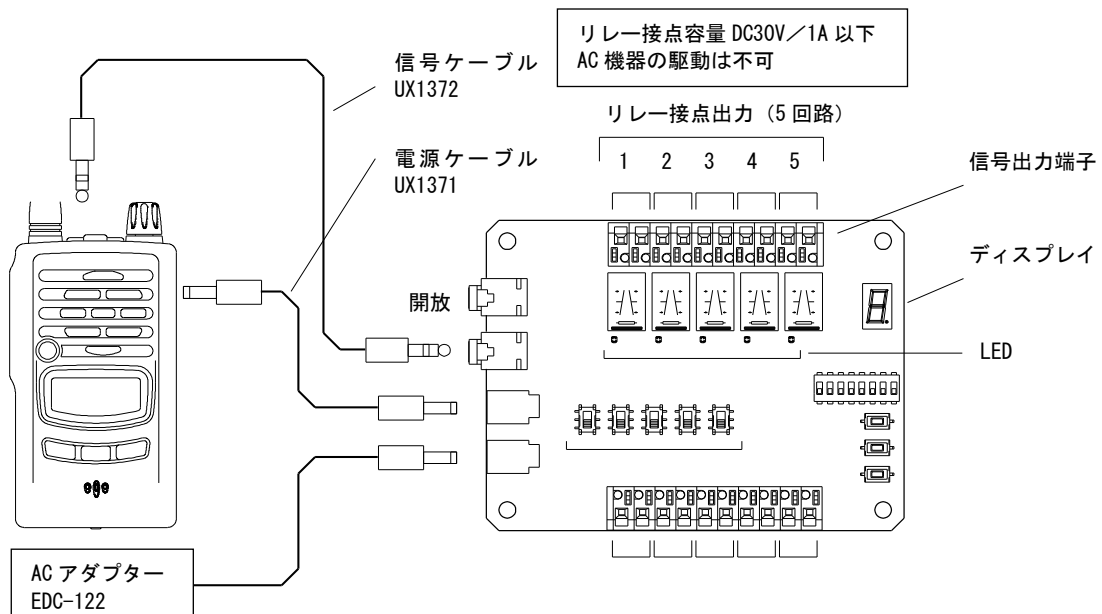 信号ケーブル
UX1372
電源ケーブル
UX1371
リレー接点容量 DC30V／1A 以下
AC 機器の駆動は不可
リレー接点出力（5 回路）
1 2 3 4 5
信号出力端子
ディスプレイ
開放
LED
AC アダプター
EDC-122